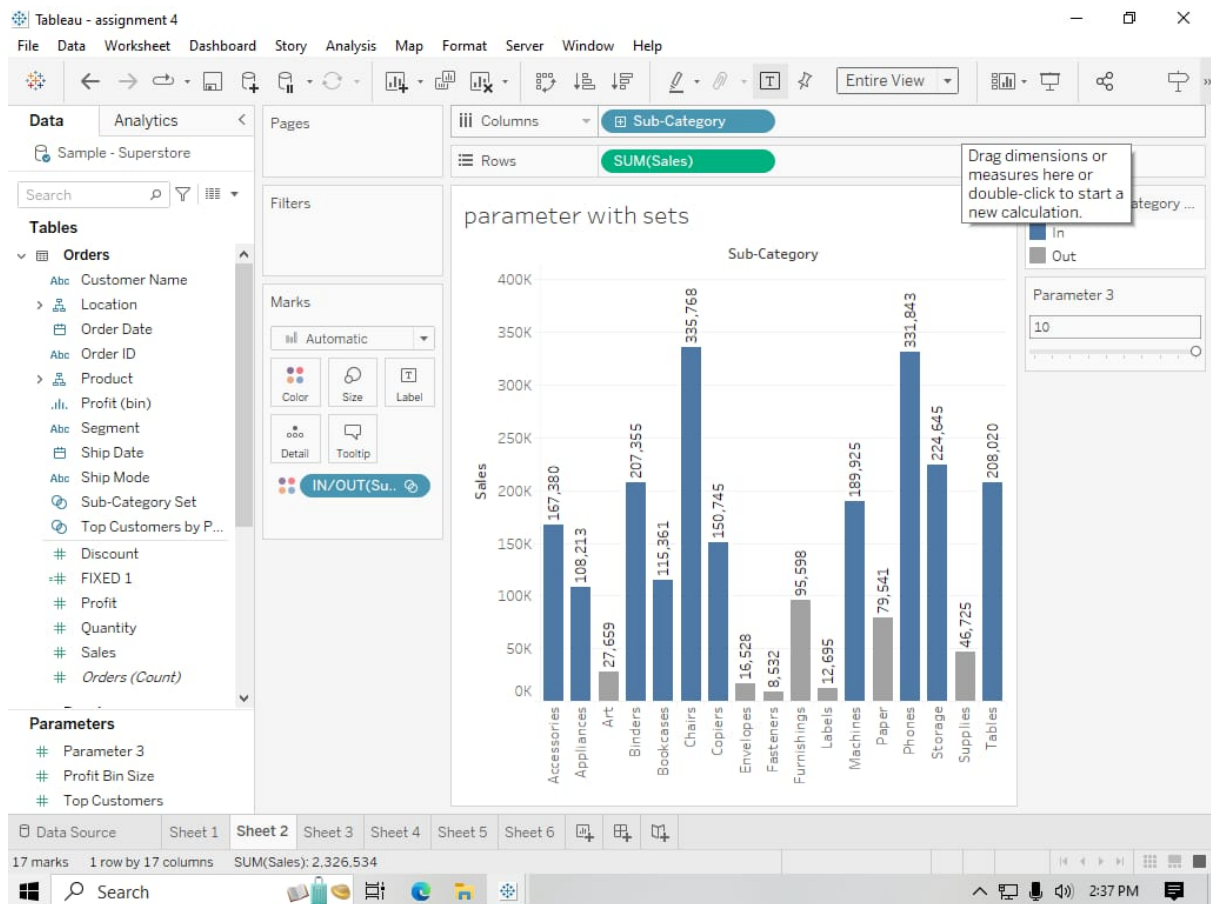 Tableau - assignment 4
File Data Worksheet Dashboard Story Analysis Map Format Server Window Help
Entire View
Data Analytics
Sample - Superstore
Search
Tables
Orders
Abc Customer Name
Location
Order Date
Abc Order ID
Product
Profit (bin)
Abc Segment
Ship Date
Abc Ship Mode
Sub-Category Set
Top Customers by P...
# Discount
=# FIXED 1
# Profit
# Quantity
# Sales
# Orders (Count)
Parameters
# Parameter 3
# Profit Bin Size
# Top Customers
Pages
Filters
Marks
Automatic
Color Size Label
Detail Tooltip
IN/OUT(Su..
iii Columns Sub-Category
Rows SUM(Sales)
Drag dimensions or
measures here or
double-click to start a
new calculation.
ategory ...
In
Out
Parameter 3
10
parameter with sets
Sub-Category
Sales
400K
350K
300K
250K
200K
150K
100K
50K
0K
167,380
108,213
27,659
207,355
115,361
335,768
150,745
16,528
8,532
95,598
12,695
189,925
79,541
331,843
224,645
46,725
208,020
Accessories
Appliances
Art
Binders
Bookcases
Chairs
Copiers
Envelopes
Fasteners
Furnishings
Labels
Machines
Paper
Phones
Storage
Supplies
Tables
Data Source Sheet 1 Sheet 2 Sheet 3 Sheet 4 Sheet 5 Sheet 6
17 marks 1 row by 17 columns SUM(Sales): 2,326,534
Search 2:37 PM